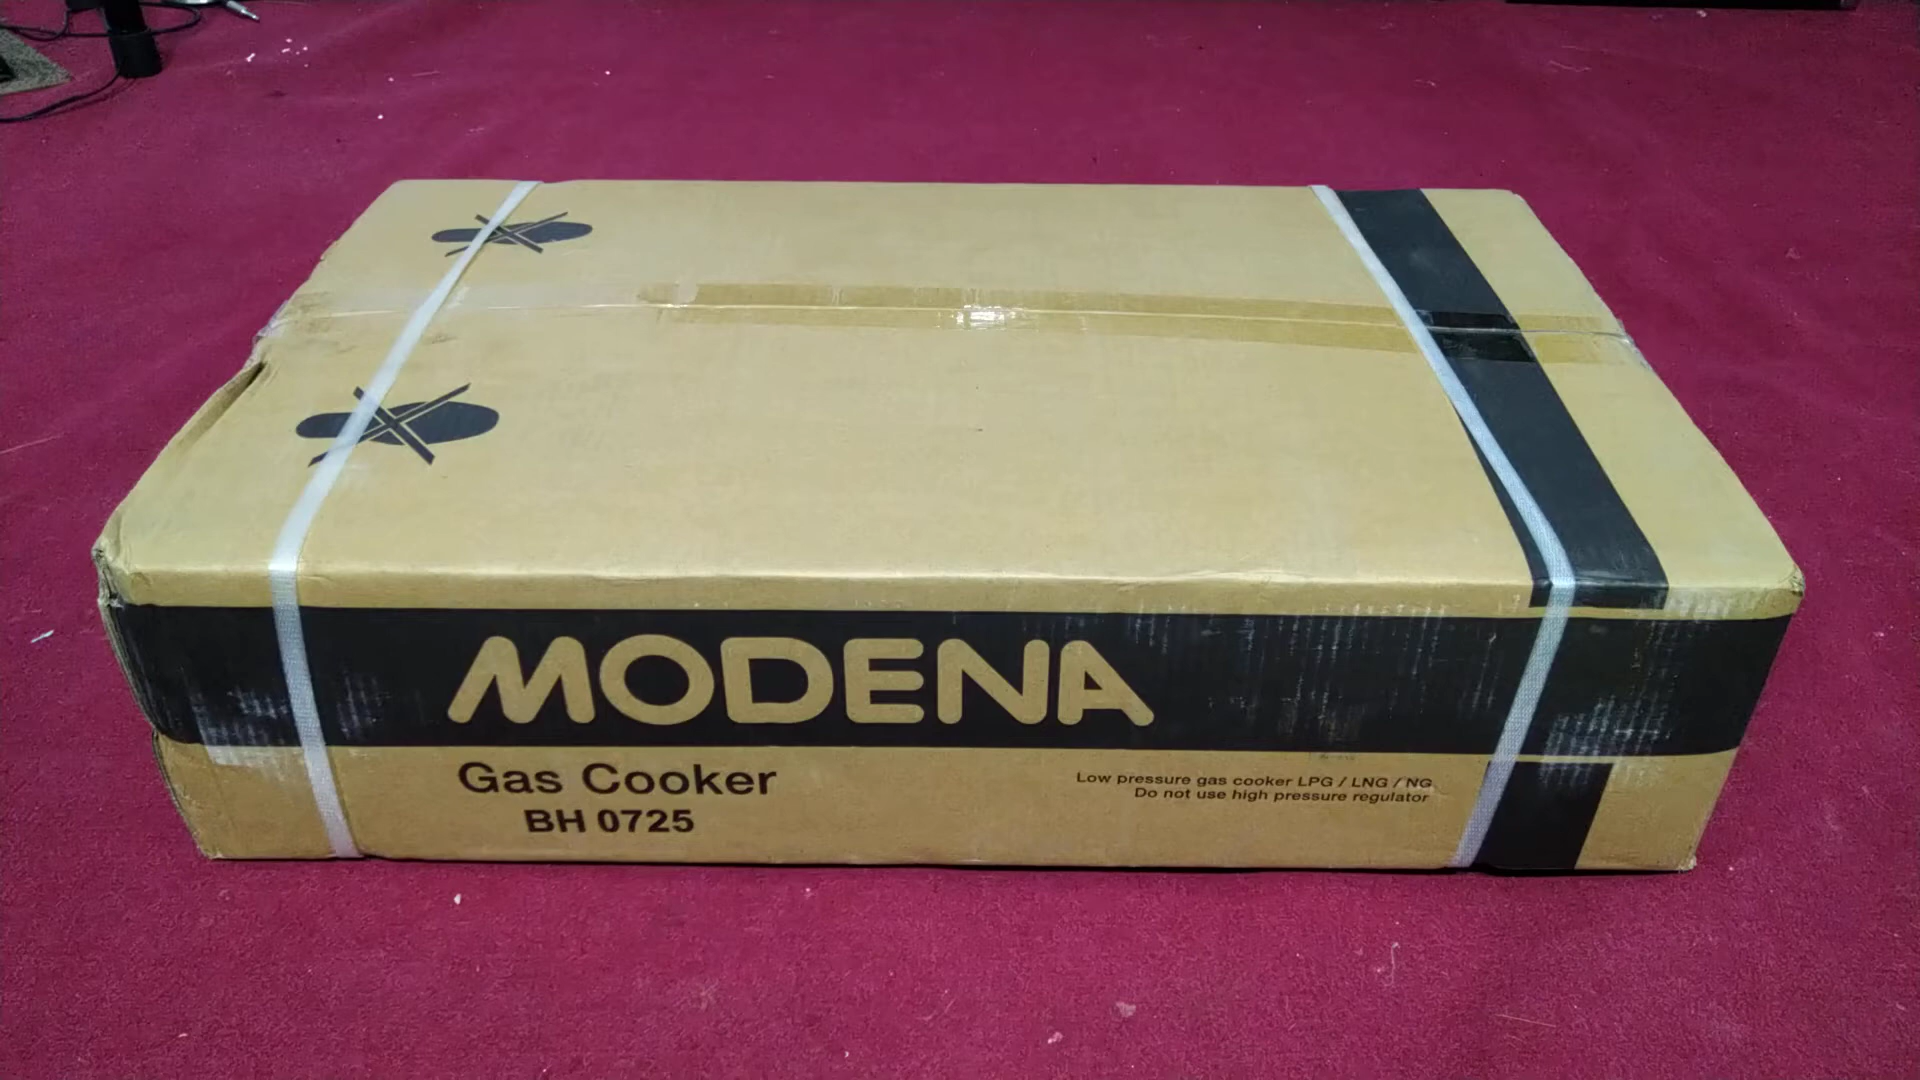 MODENA
Gas Cooker
BH 0725
Low pressure gas cooker LPG / LNG / NG
Do not use high pressure regulator